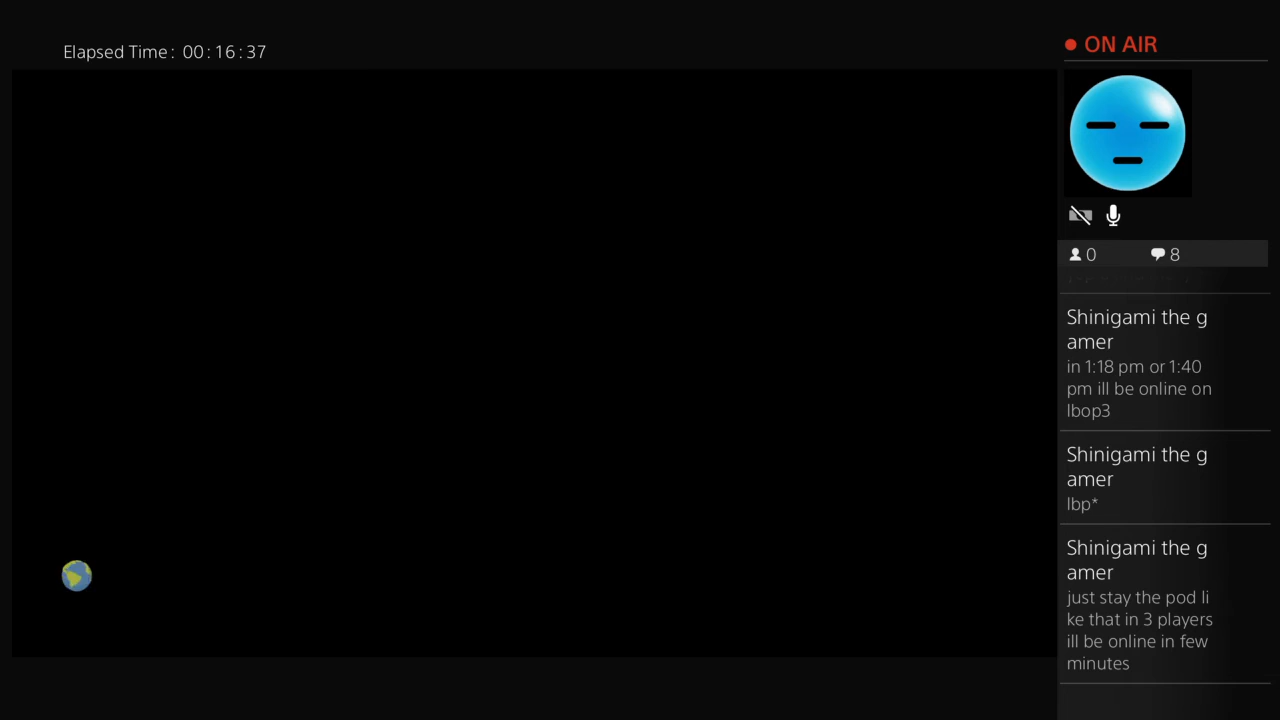 Elapsed Time: 00:16:37
ON AIR
0 8
Shinigami the g
amer
in 1:18 pm or 1:40
pm ill be online on
lbop3
Shinigami the g
amer
lbp*
Shinigami the g
amer
just stay the pod li
ke that in 3 players
ill be online in few
minutes